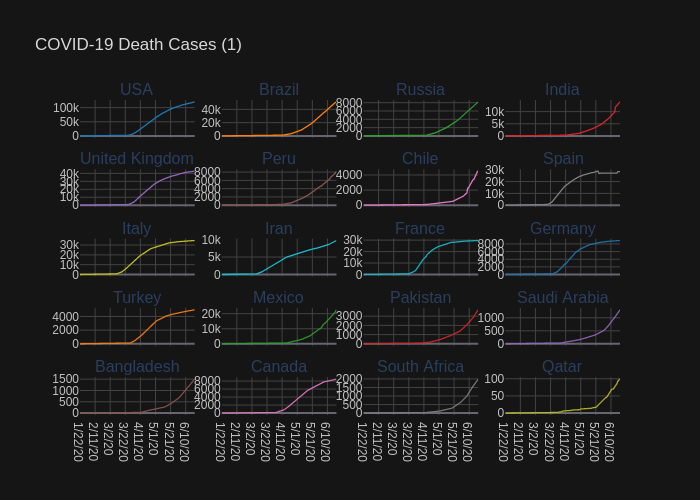 COVID-19 Death Cases (1)
USA Brazil Russia India
100k 50k 0
40k 20k 0
8000 6000 4000 2000 0
10k 5k 0
United Kingdom Peru Chile Spain
40k 30k 20k 10k 0
8000 6000 4000 2000 0
4000 2000 0
30k 20k 10k 0
Italy Iran France Germany
30k 20k 10k 0
10k 5k 0
30k 20k 10k 0
8000 6000 4000 2000 0
Turkey Mexico Pakistan Saudi Arabia
4000 2000 0
20k 10k 0
3000 2000 1000 0
1000 500 0
Bangladesh Canada South Africa Qatar
1500 1000 500 0
8000 6000 4000 2000 0
2000 1500 1000 500 0
100 50 0
1/22/20 2/11/20 3/2/20 3/22/20 4/11/20 5/1/20 5/21/20 6/10/20
1/22/20 2/11/20 3/2/20 3/22/20 4/11/20 5/1/20 5/21/20 6/10/20
1/22/20 2/11/20 3/2/20 3/22/20 4/11/20 5/1/20 5/21/20 6/10/20
1/22/20 2/11/20 3/2/20 3/22/20 4/11/20 5/1/20 5/21/20 6/10/20